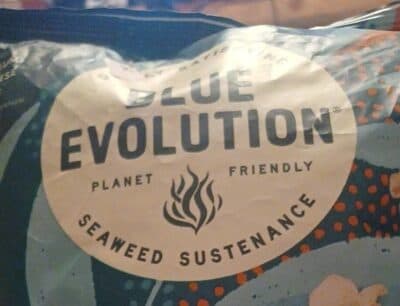 BLUE
EVOLUTION®
PLANET FRIENDLY
SEAWEED SUSTENANCE